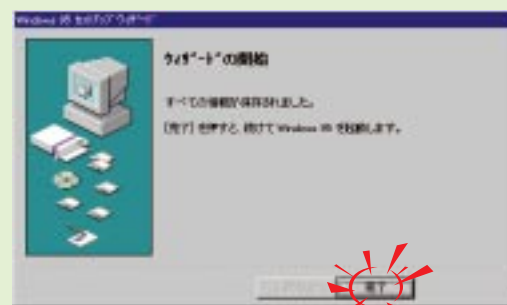 Windows 98 セットアップ ウィザード
ウィザードの開始
すべての情報が保存されました。
[完了] を押すと、続けて Windows 98 を起動します。
完了